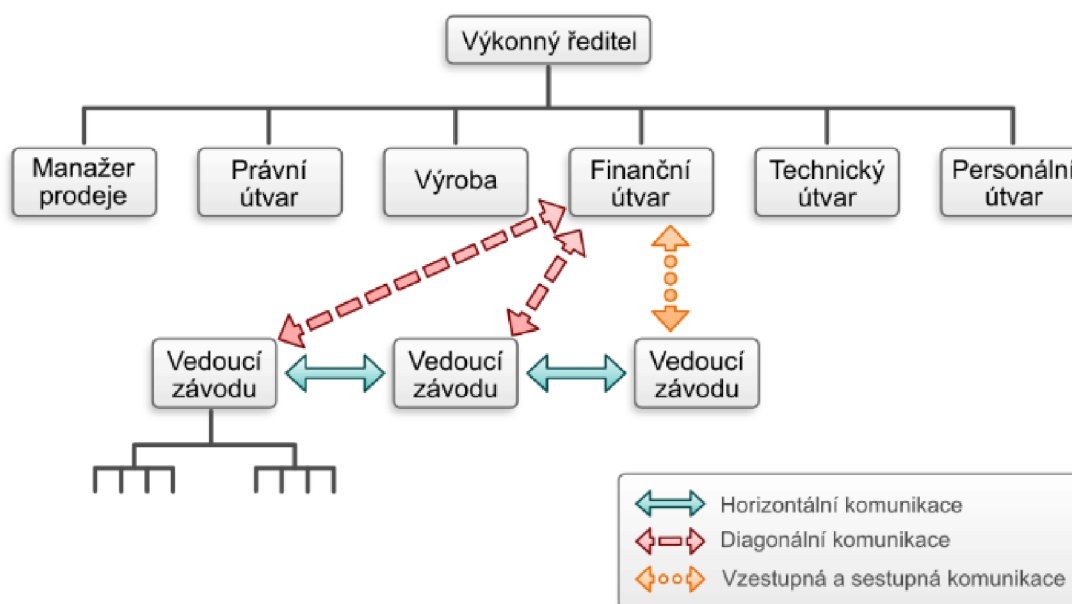 Výkonný ředitel
Manažer
prodeje
Právní
útvar
Výroba
Finanční
útvar
Technický
útvar
Personální
útvar
Vedoucí
závodu
Vedoucí
závodu
Vedoucí
závodu
Horizontální komunikace
Diagonální komunikace
Vzestupná a sestupná komunikace